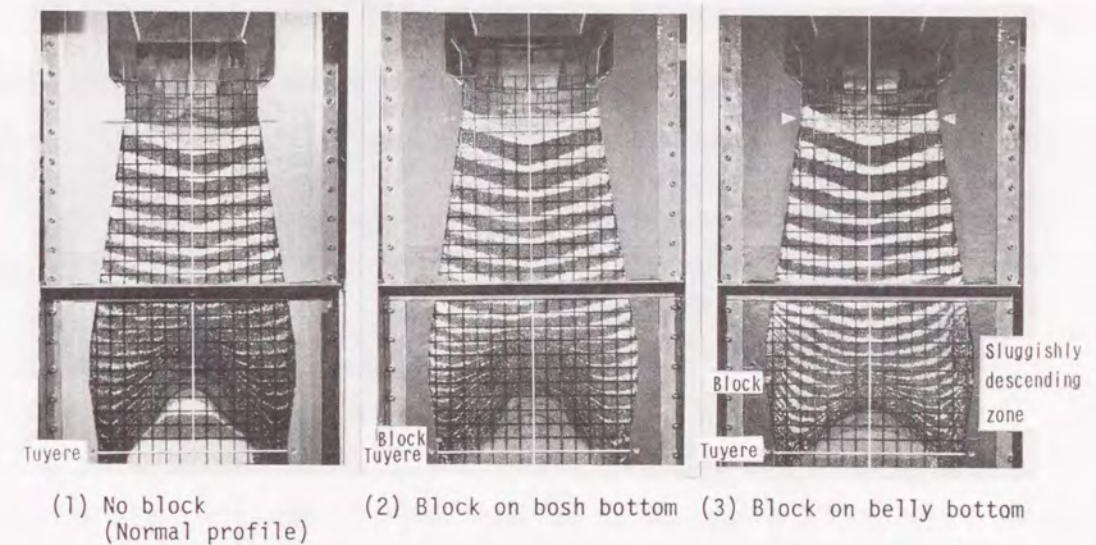 Tuyere
Block
Tuyere
Block
Tuyere
Sluggishly
descending
zone
(1) No block
(Normal profile)
(2) Block on bosh bottom
(3) Block on belly bottom